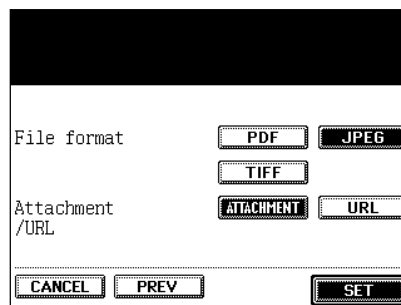 File format PDF JPEG
TIFF
Attachment ATTACHMENT URL
/URL
CANCEL PREV SET